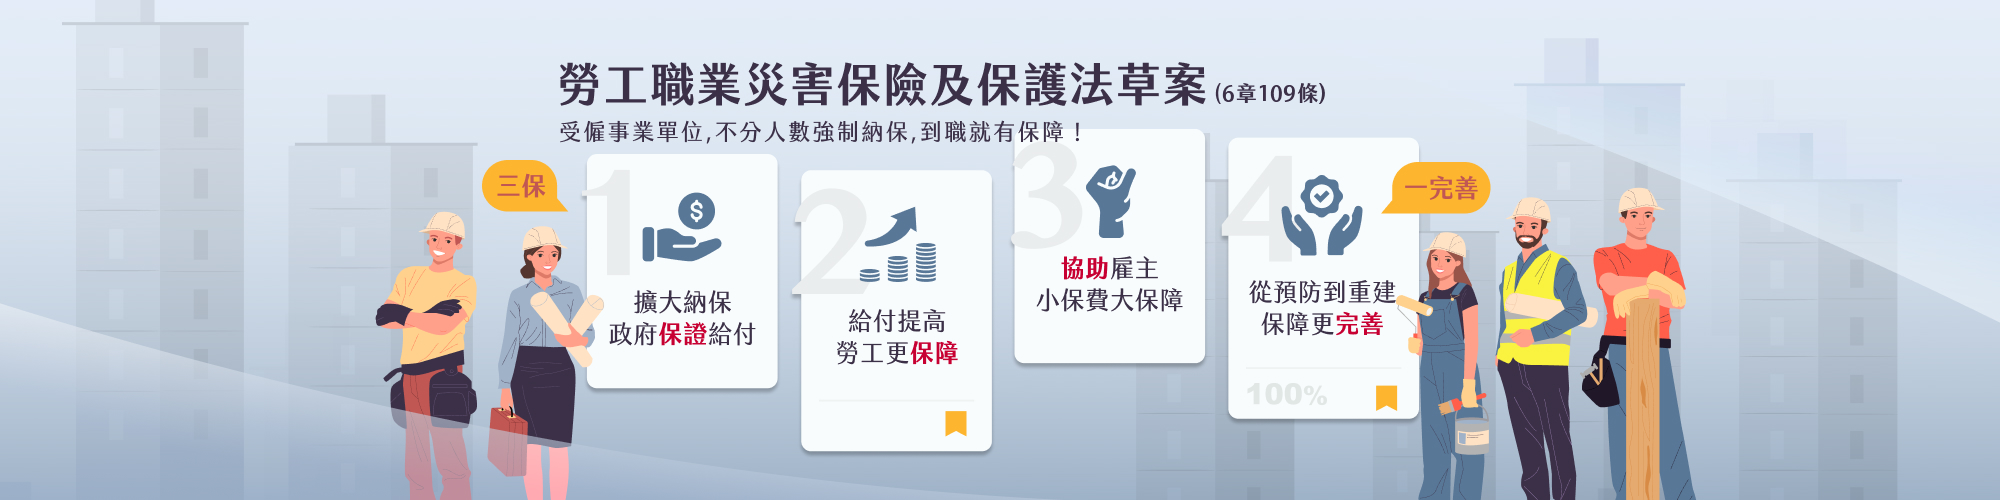 勞工職業災害保險及保護法草案(6章109條)
受僱事業單位,不分人數強制納保,到職就有保障！
三保
1
擴大納保
政府保證給付
2
給付提高
勞工更保障
3
協助雇主
小保費大保障
4
從預防到重建
保障更完善
100%
一完善